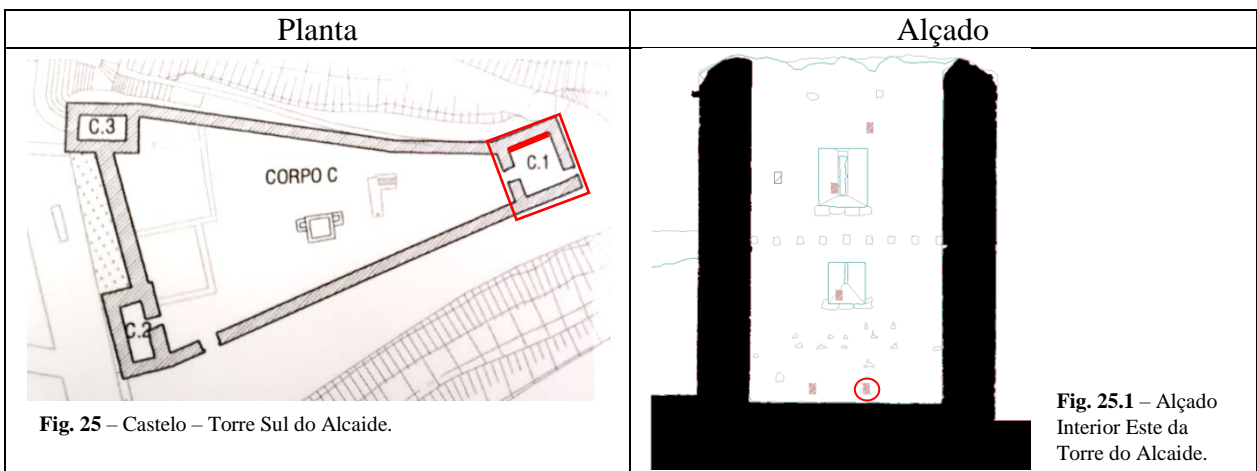 Planta
Alçado
C.3
CORPO C
C.1
C.2
Fig. 25 – Castelo – Torre Sul do Alcaide.
Fig. 25.1 – Alçado
Interior Este da
Torre do Alcaide.